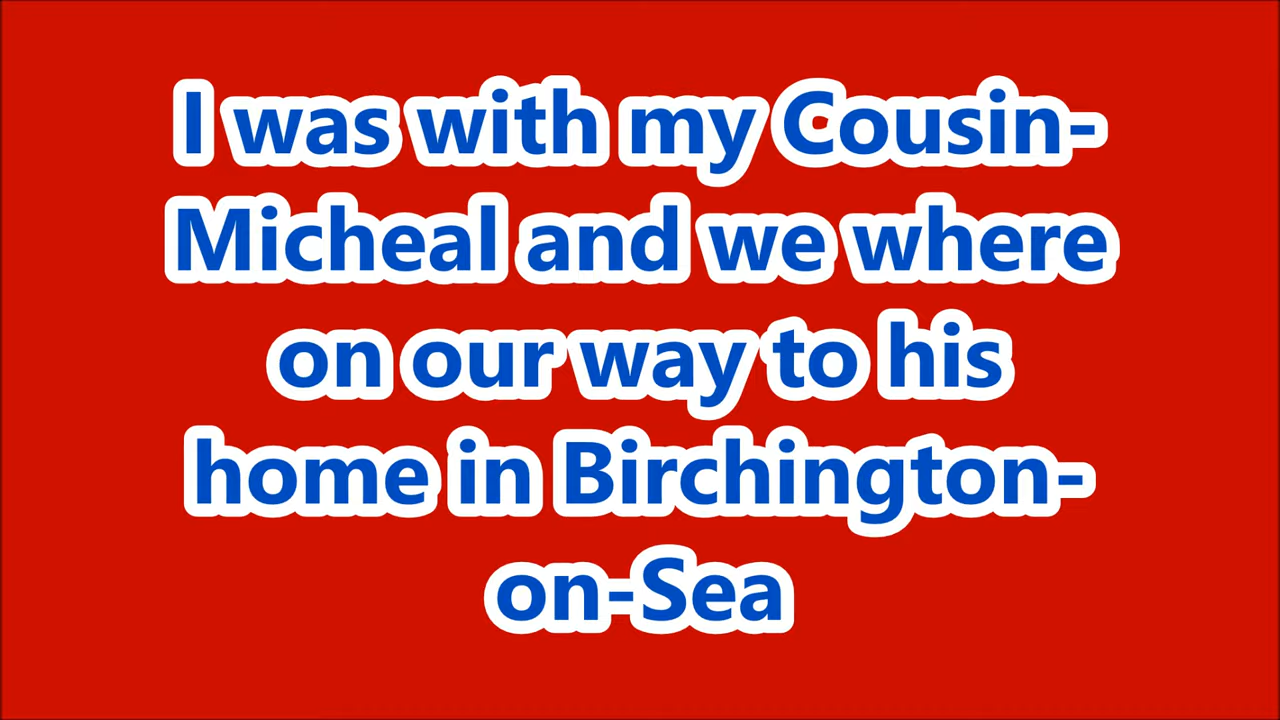 I was with my Cousin-
Micheal and we where
on our way to his
home in Birchington-
on-Sea